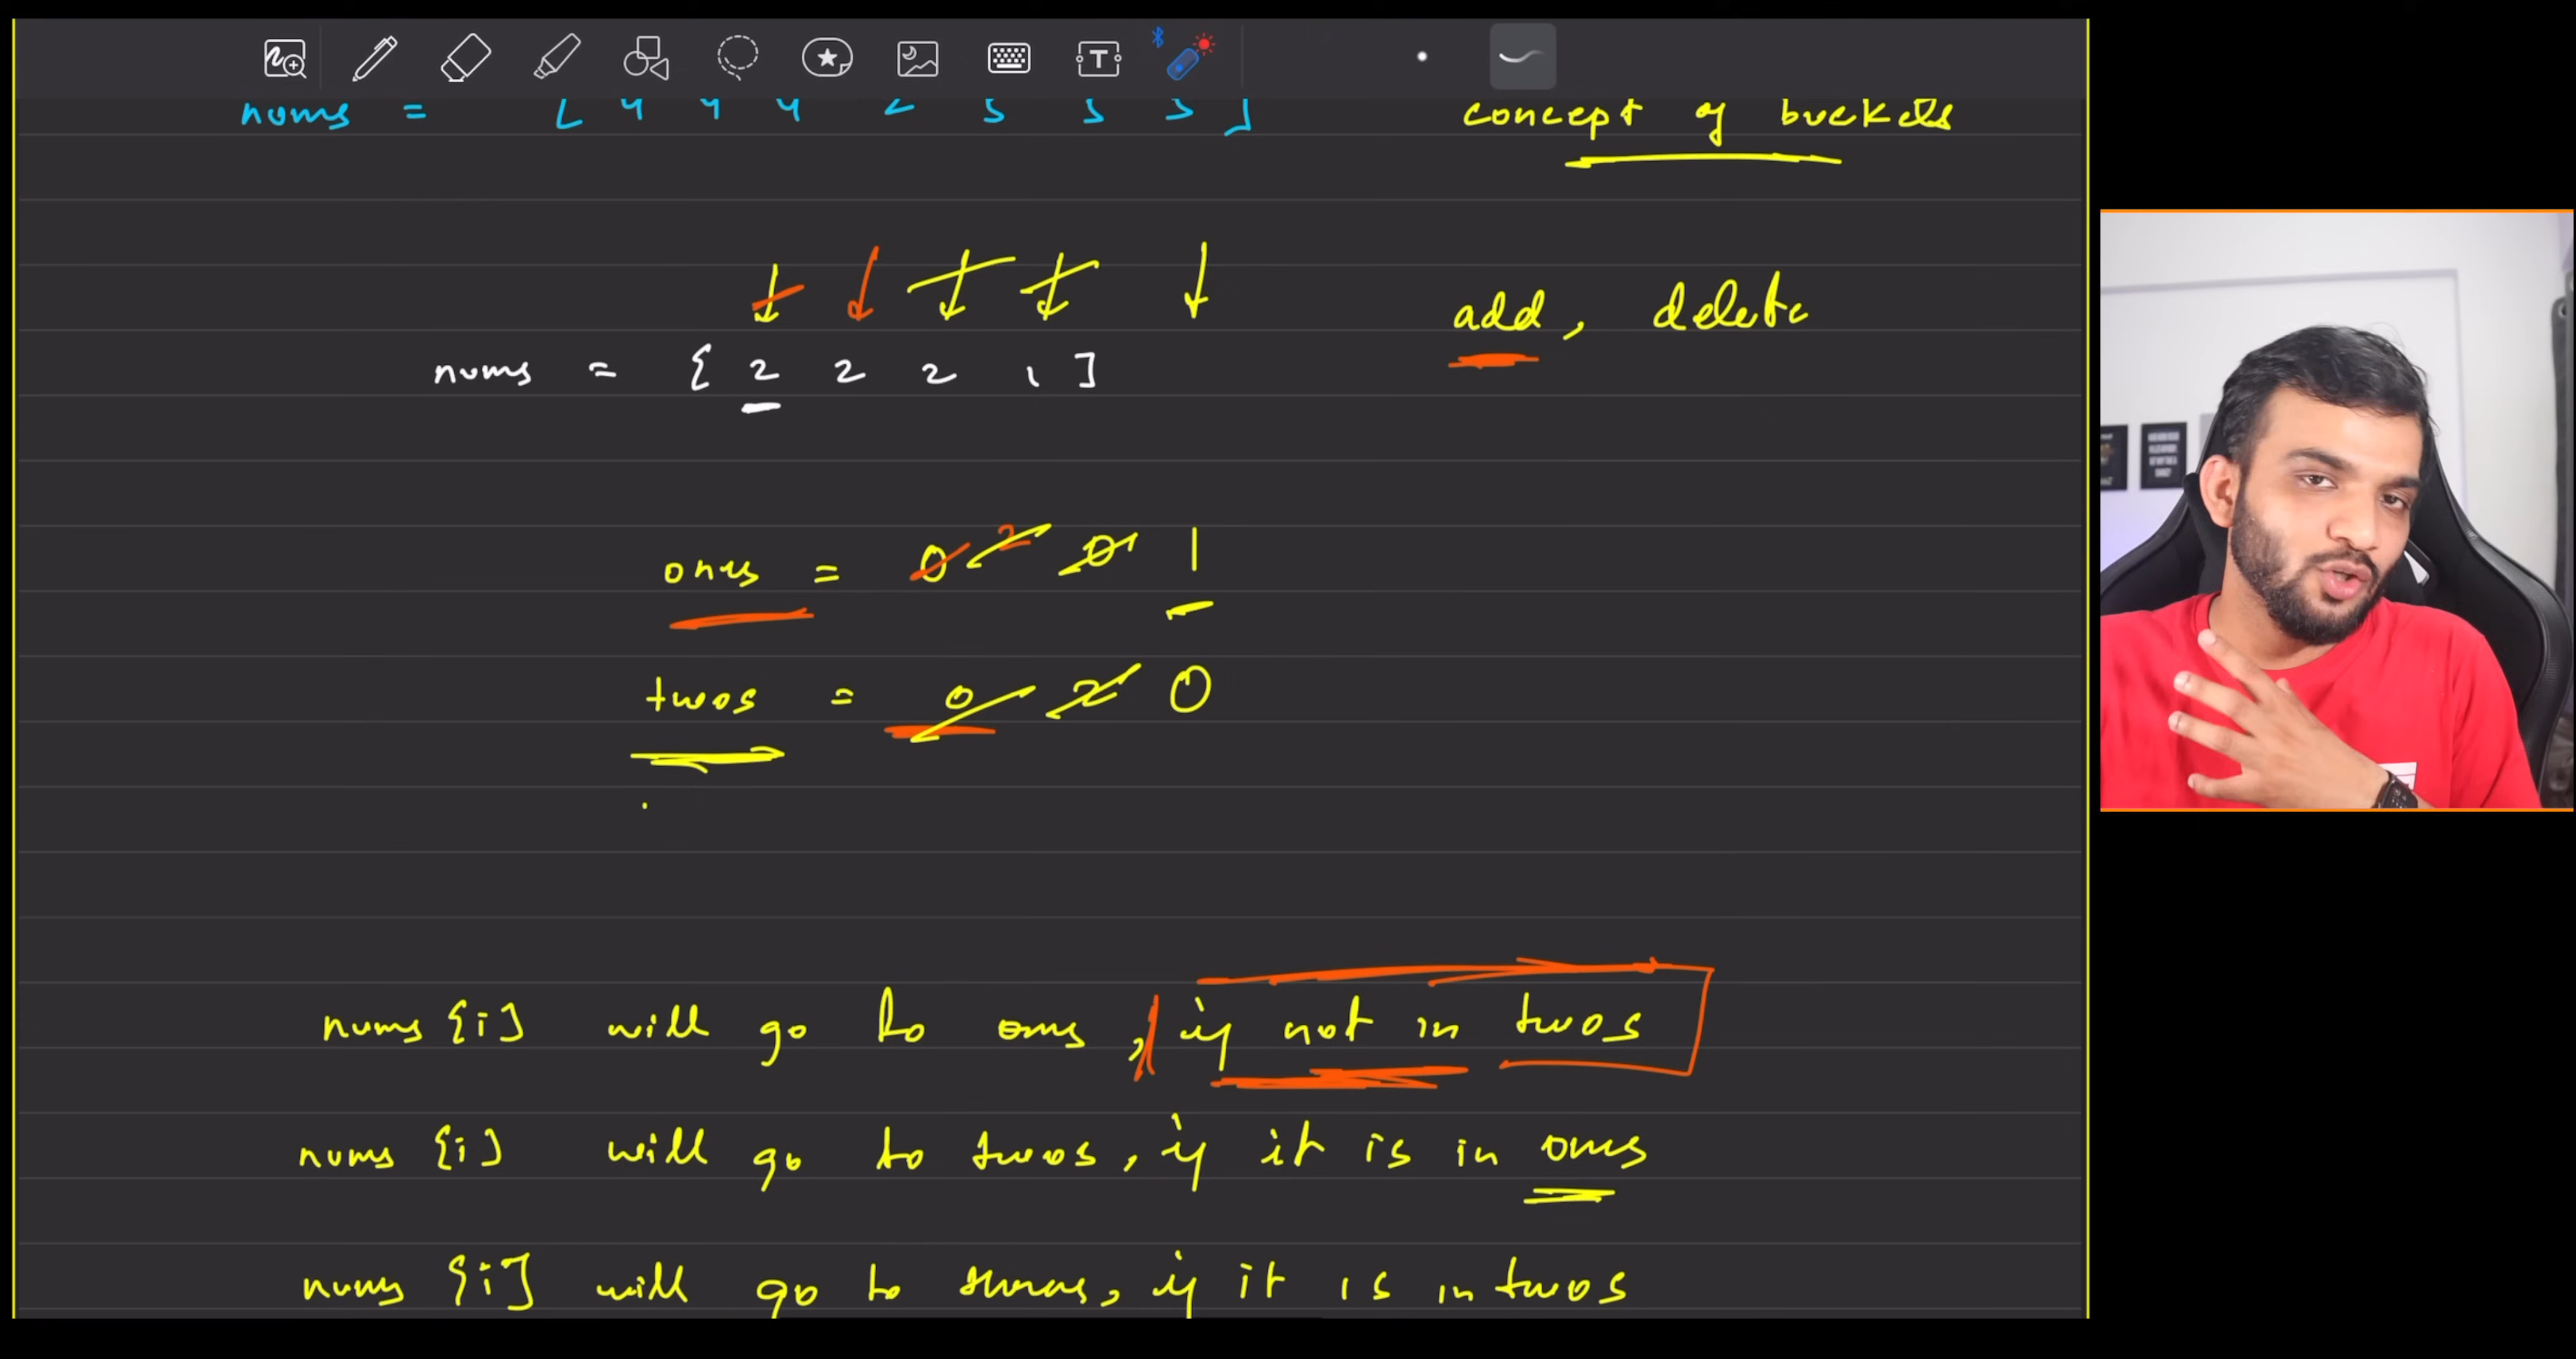 nums = [ 4 4 4 2 5 5 5 ] concept of buckets
add, delete
nums = { 2 2 2 1 ]
ones = 0 2 0 1
twos = 0 2 0
nums {i] will go to ones, if not in twos
nums {i] will go to twos, if it is in ones
nums {i] will go to threes, if it is in twos